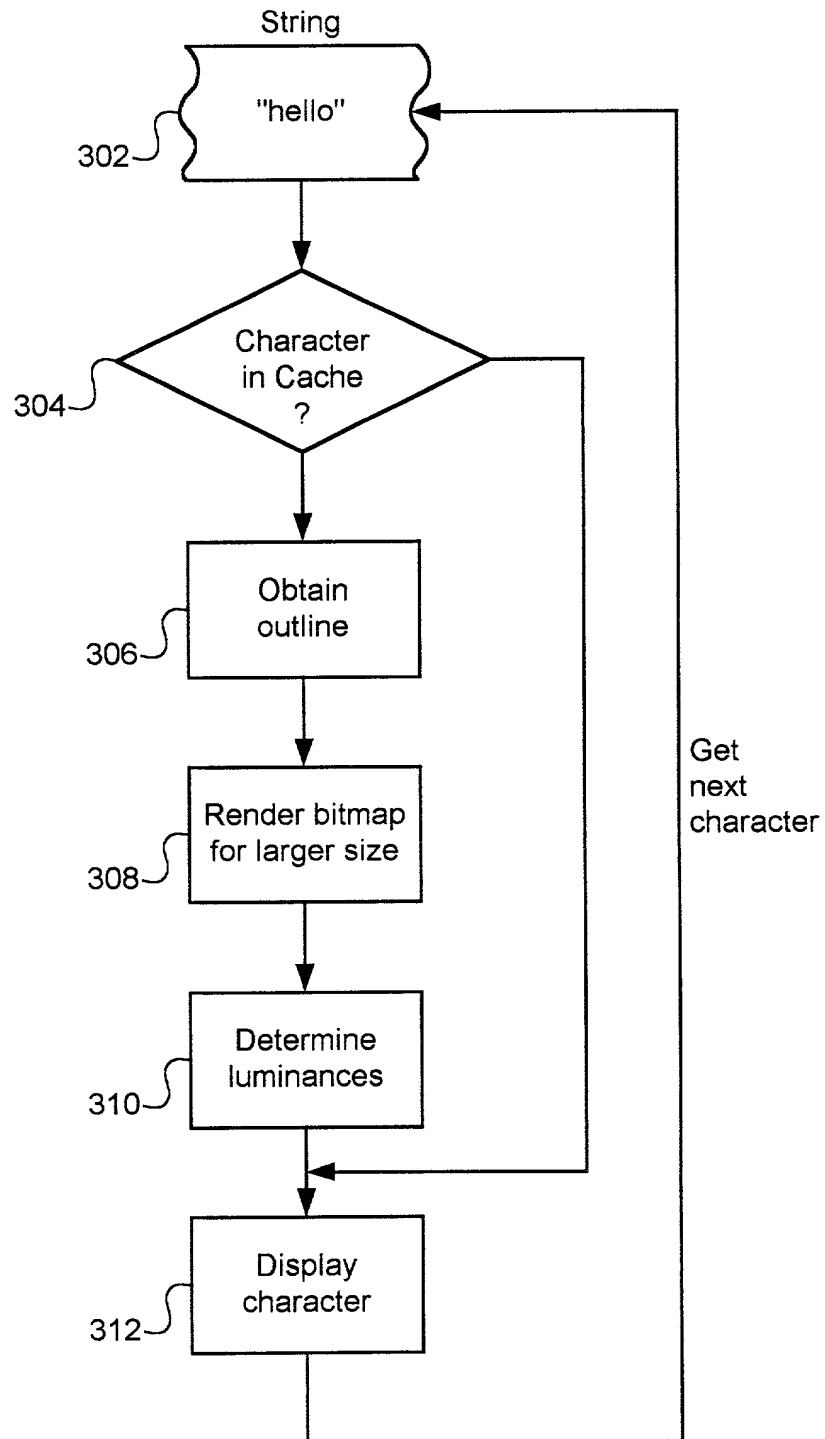 String
"hello"
302
Character
in Cache
?
304
Obtain
outline
306
Render bitmap
for larger size
308
Get
next
character
Determine
luminances
310
Display
character
312